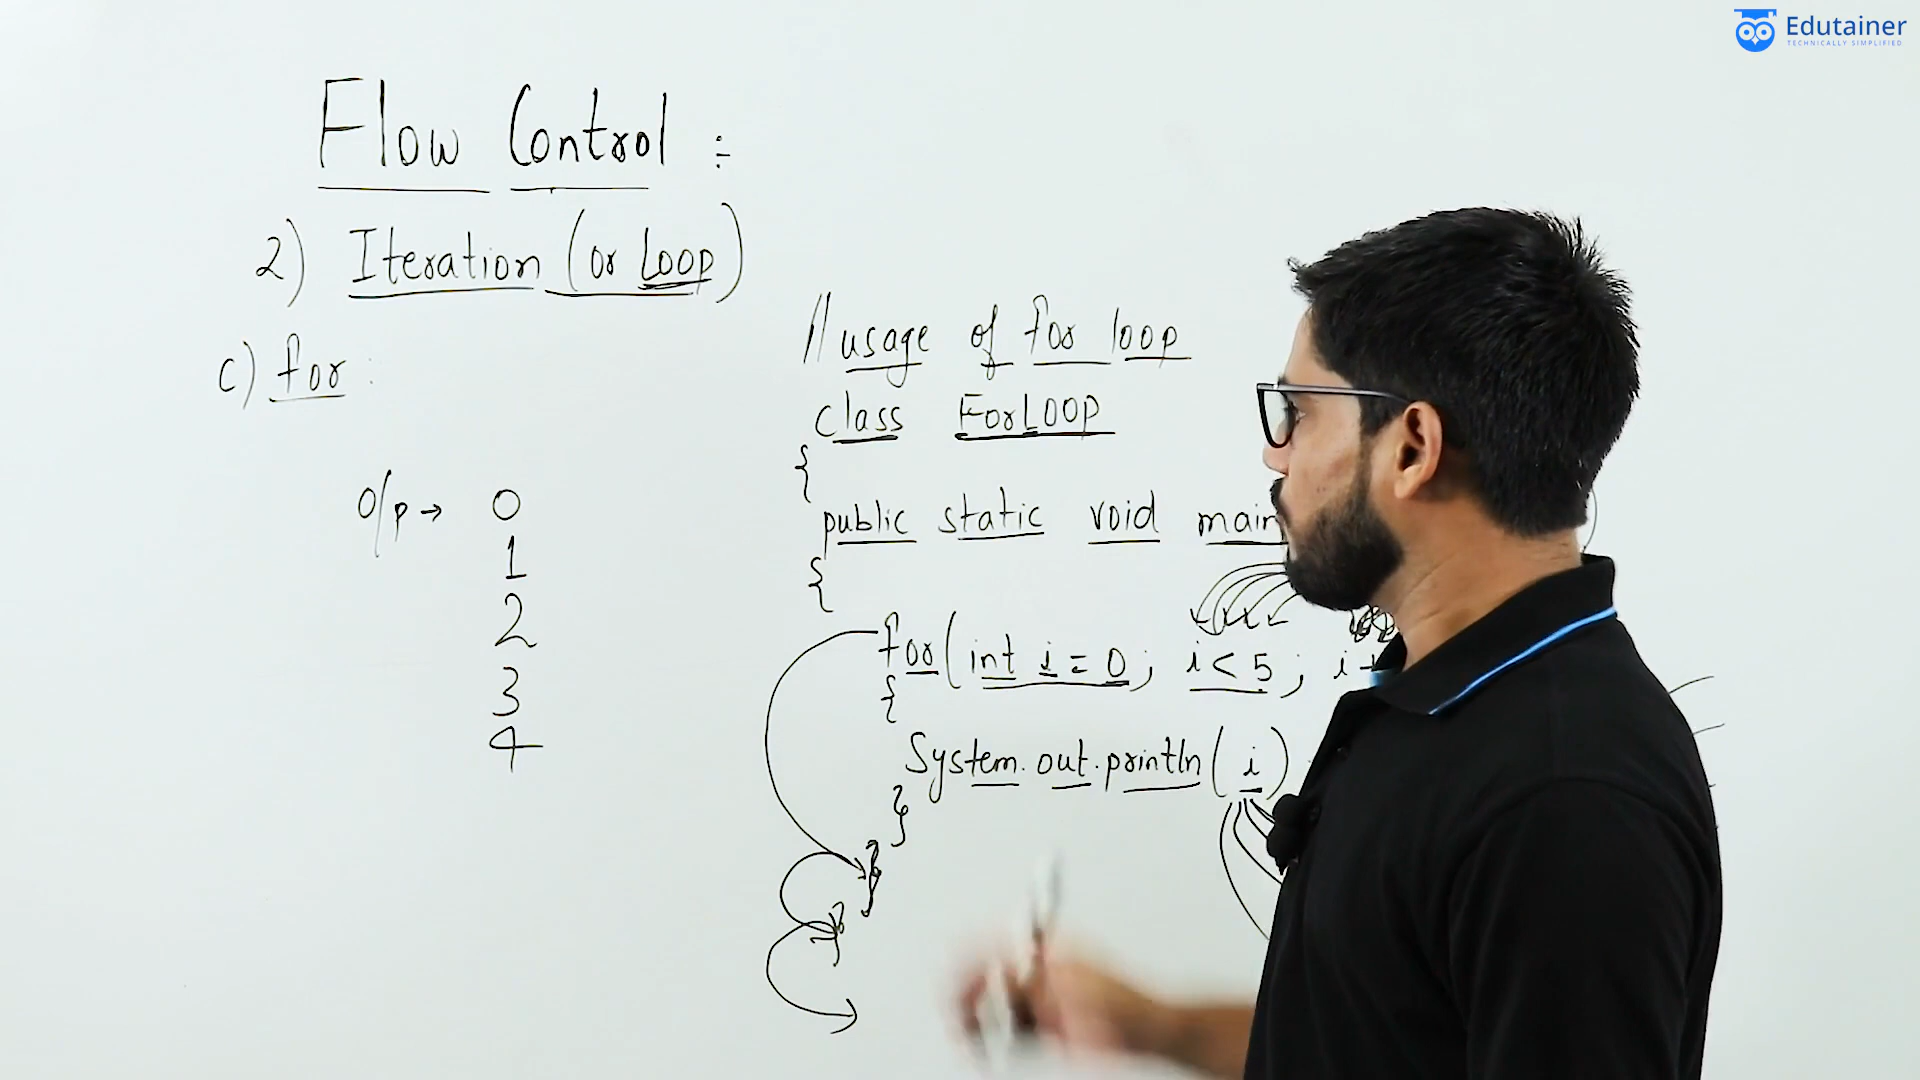 Edutainer
TECHNICALLY SIMPLIFIED
Flow Control :
2) Iteration (or Loop)
c) for :
O/p → 0
1
2
3
4
// usage of for loop
class ForLoop
{
public static void main
{
for( int i = 0 ; i < 5 ; i+
{
System.out.println( i )
}
}
}